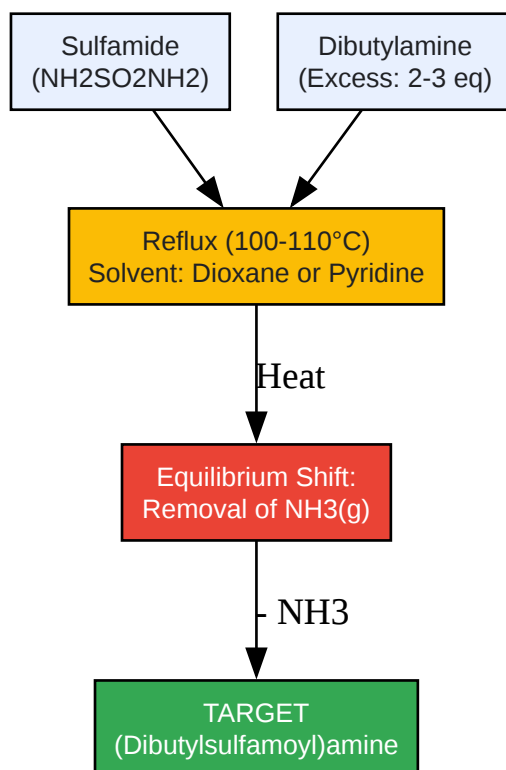 Sulfamide
(NH2SO2NH2)
Dibutylamine
(Excess: 2-3 eq)
Reflux (100-110°C)
Solvent: Dioxane or Pyridine
Heat
Equilibrium Shift:
Removal of NH3(g)
- NH3
TARGET
(Dibutylsulfamoyl)amine